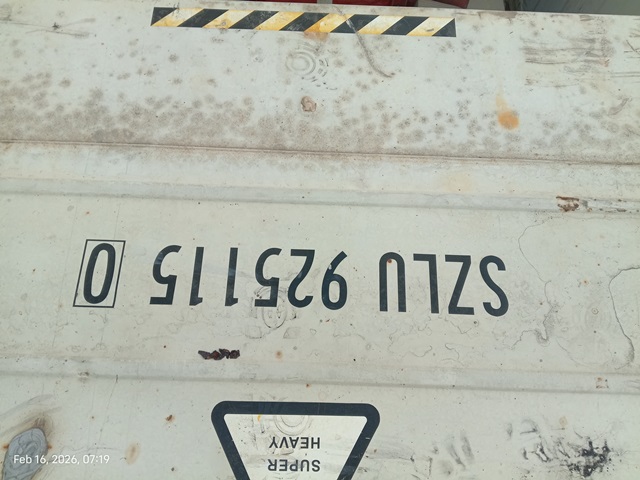 SZLU 925115 0
SUPER
HEAVY
Feb 16, 2026, 07:19